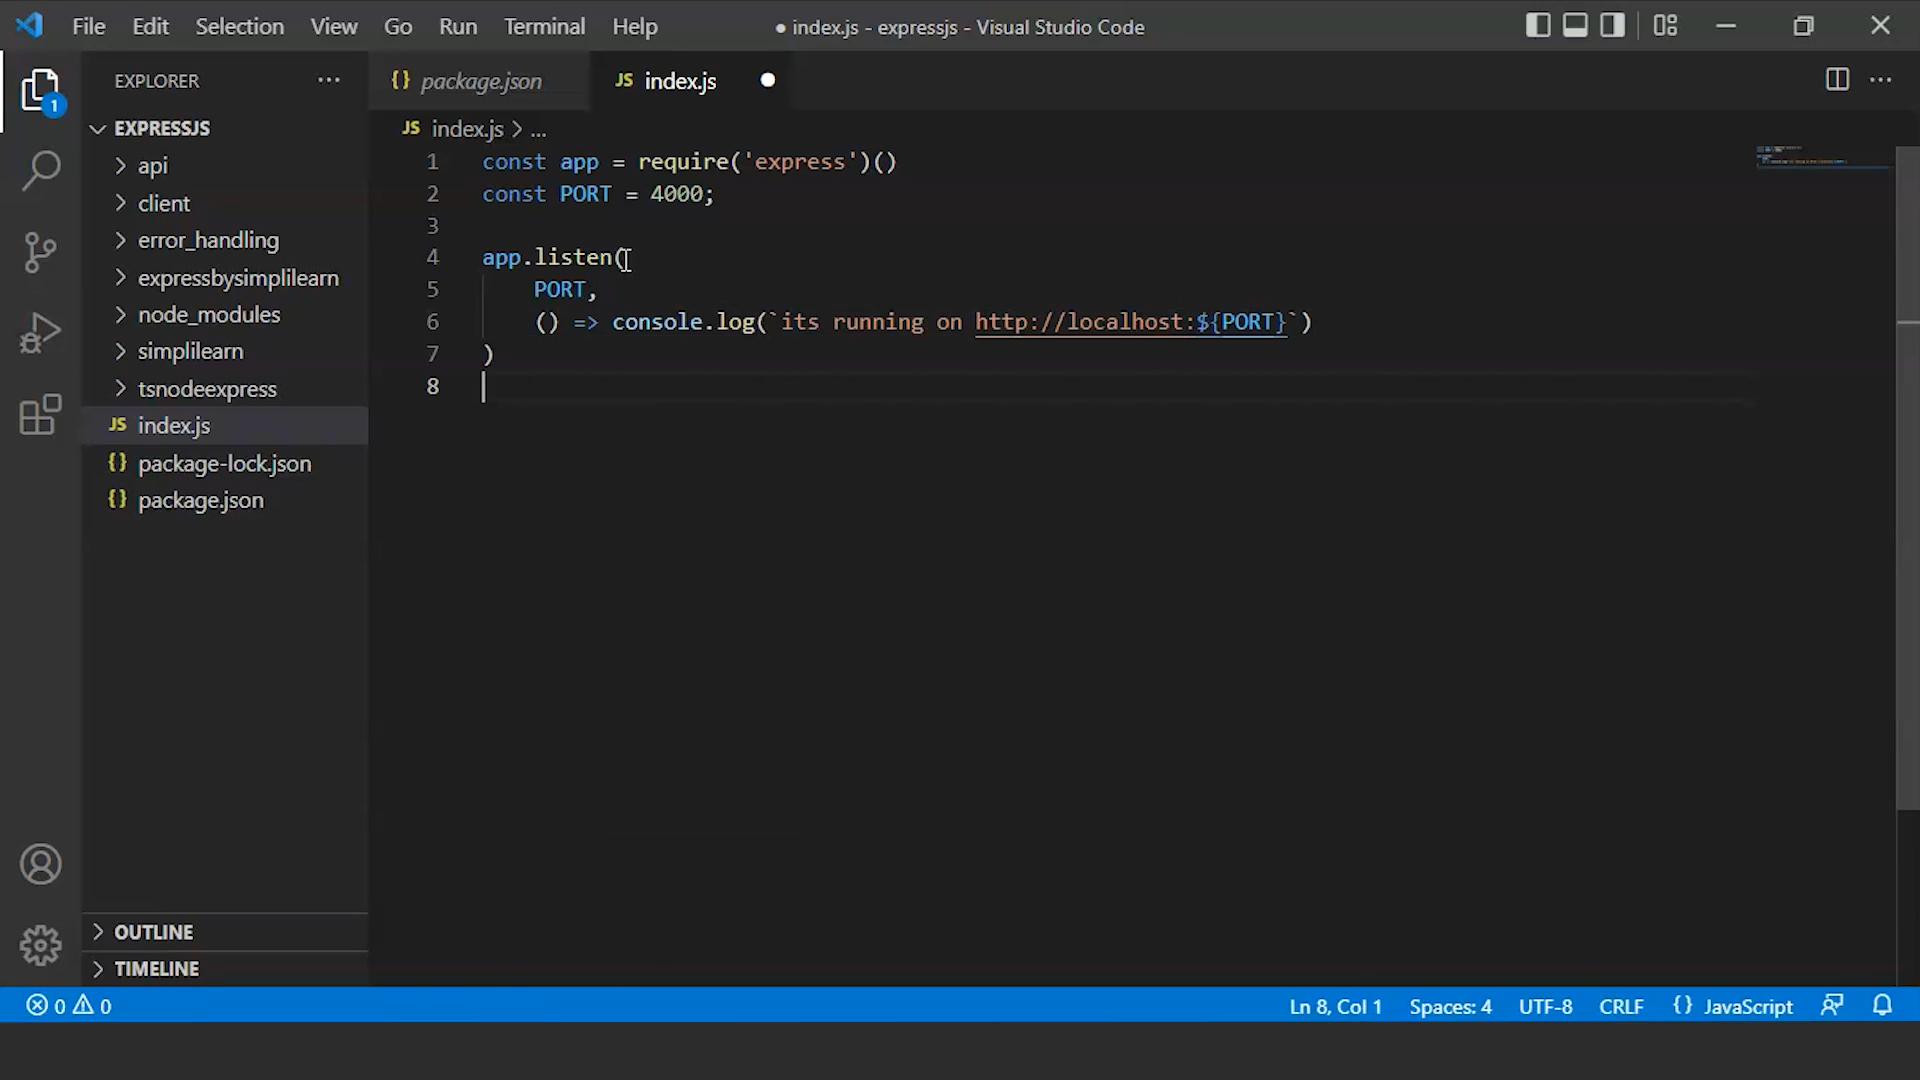 File Edit Selection View Go Run Terminal Help ● index.js - expressjs - Visual Studio Code
EXPLORER ···
1
{} package.json JS index.js ●
EXPRESSJS
JS index.js > ...
api
client
error_handling
expressbysimplilearn
node_modules
simplilearn
tsnodeexpress
JS index.js
{} package-lock.json
{} package.json
1 const app = require('express')()
2 const PORT = 4000;
3
4 app.listen(
5 PORT,
6 () => console.log(`its running on http://localhost:${PORT}`)
7 )
8
OUTLINE
TIMELINE
0 0 Ln 8, Col 1 Spaces: 4 UTF-8 CRLF {} JavaScript